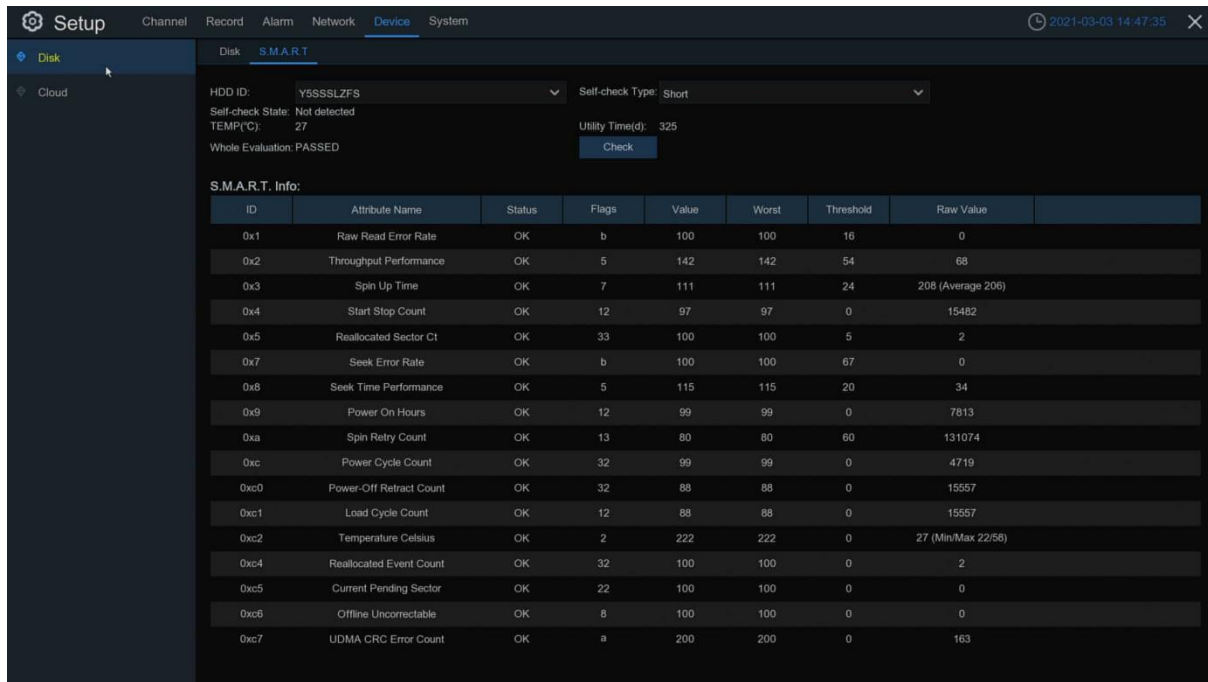 Setup Channel Record Alarm Network Device System 2021-03-03 14:47:35
Disk
Cloud
Disk S.M.A.R.T
HDD ID: Y5SSSLZFS Self-check Type: Short
Self-check State: Not detected
TEMP(°C): 27 Utility Time(d): 325
Whole Evaluation: PASSED Check
S.M.A.R.T. Info:
ID Attribute Name Status Flags Value Worst Threshold Raw Value
0x1 Raw Read Error Rate OK b 100 100 16 0
0x2 Throughput Performance OK 5 142 142 54 68
0x3 Spin Up Time OK 7 111 111 24 208 (Average 206)
0x4 Start Stop Count OK 12 97 97 0 15482
0x5 Reallocated Sector Ct OK 33 100 100 5 2
0x7 Seek Error Rate OK b 100 100 67 0
0x8 Seek Time Performance OK 5 115 115 20 34
0x9 Power On Hours OK 12 99 99 0 7813
0xa Spin Retry Count OK 13 80 80 60 131074
0xc Power Cycle Count OK 32 99 99 0 4719
0xc0 Power-Off Retract Count OK 32 88 88 0 15557
0xc1 Load Cycle Count OK 12 88 88 0 15557
0xc2 Temperature Celsius OK 2 222 222 0 27 (Min/Max 22/58)
0xc4 Reallocated Event Count OK 32 100 100 0 2
0xc5 Current Pending Sector OK 22 100 100 0 0
0xc6 Offline Uncorrectable OK 8 100 100 0 0
0xc7 UDMA CRC Error Count OK a 200 200 0 163